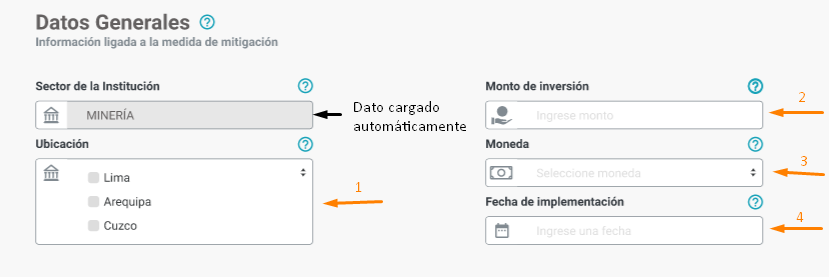 Datos Generales ?
Información ligada a la medida de mitigación
Sector de la Institución ?
MINERÍA
Dato cargado
automáticamente
Ubicación ?
Lima
Arequipa
Cuzco
1
Monto de inversión ?
Ingrese monto
2
Moneda ?
Seleccione moneda
3
Fecha de implementación ?
Ingrese una fecha
4